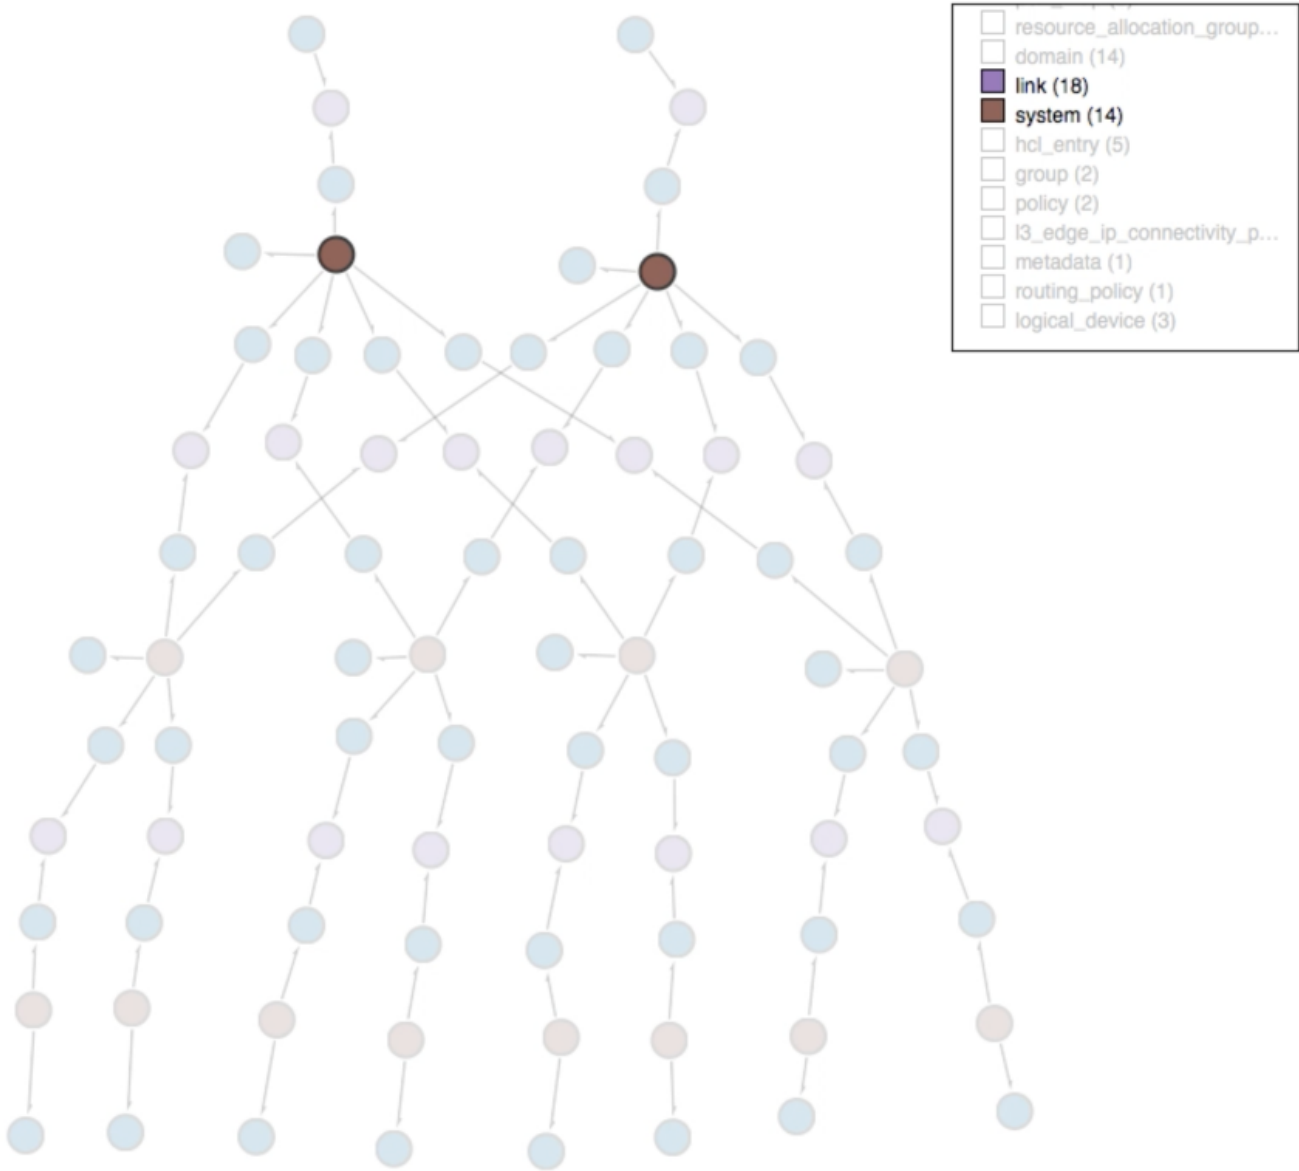 resource_allocation_group...
domain (14)
link (18)
system (14)
hcl_entry (5)
group (2)
policy (2)
l3_edge_ip_connectivity_p...
metadata (1)
routing_policy (1)
logical_device (3)